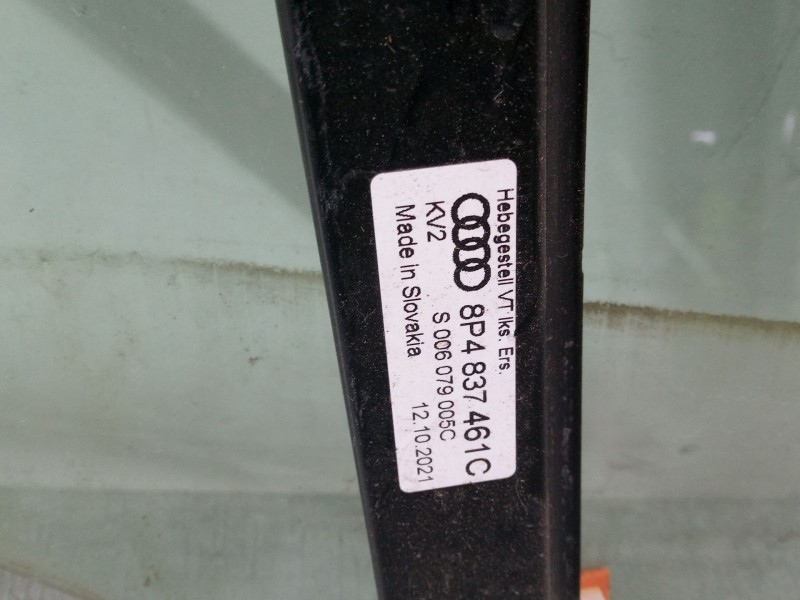 Hebegestell VT lks. Ers.
8P4 837 461C
KV2 S 006 079 005C
Made in Slovakia 12.10.2021